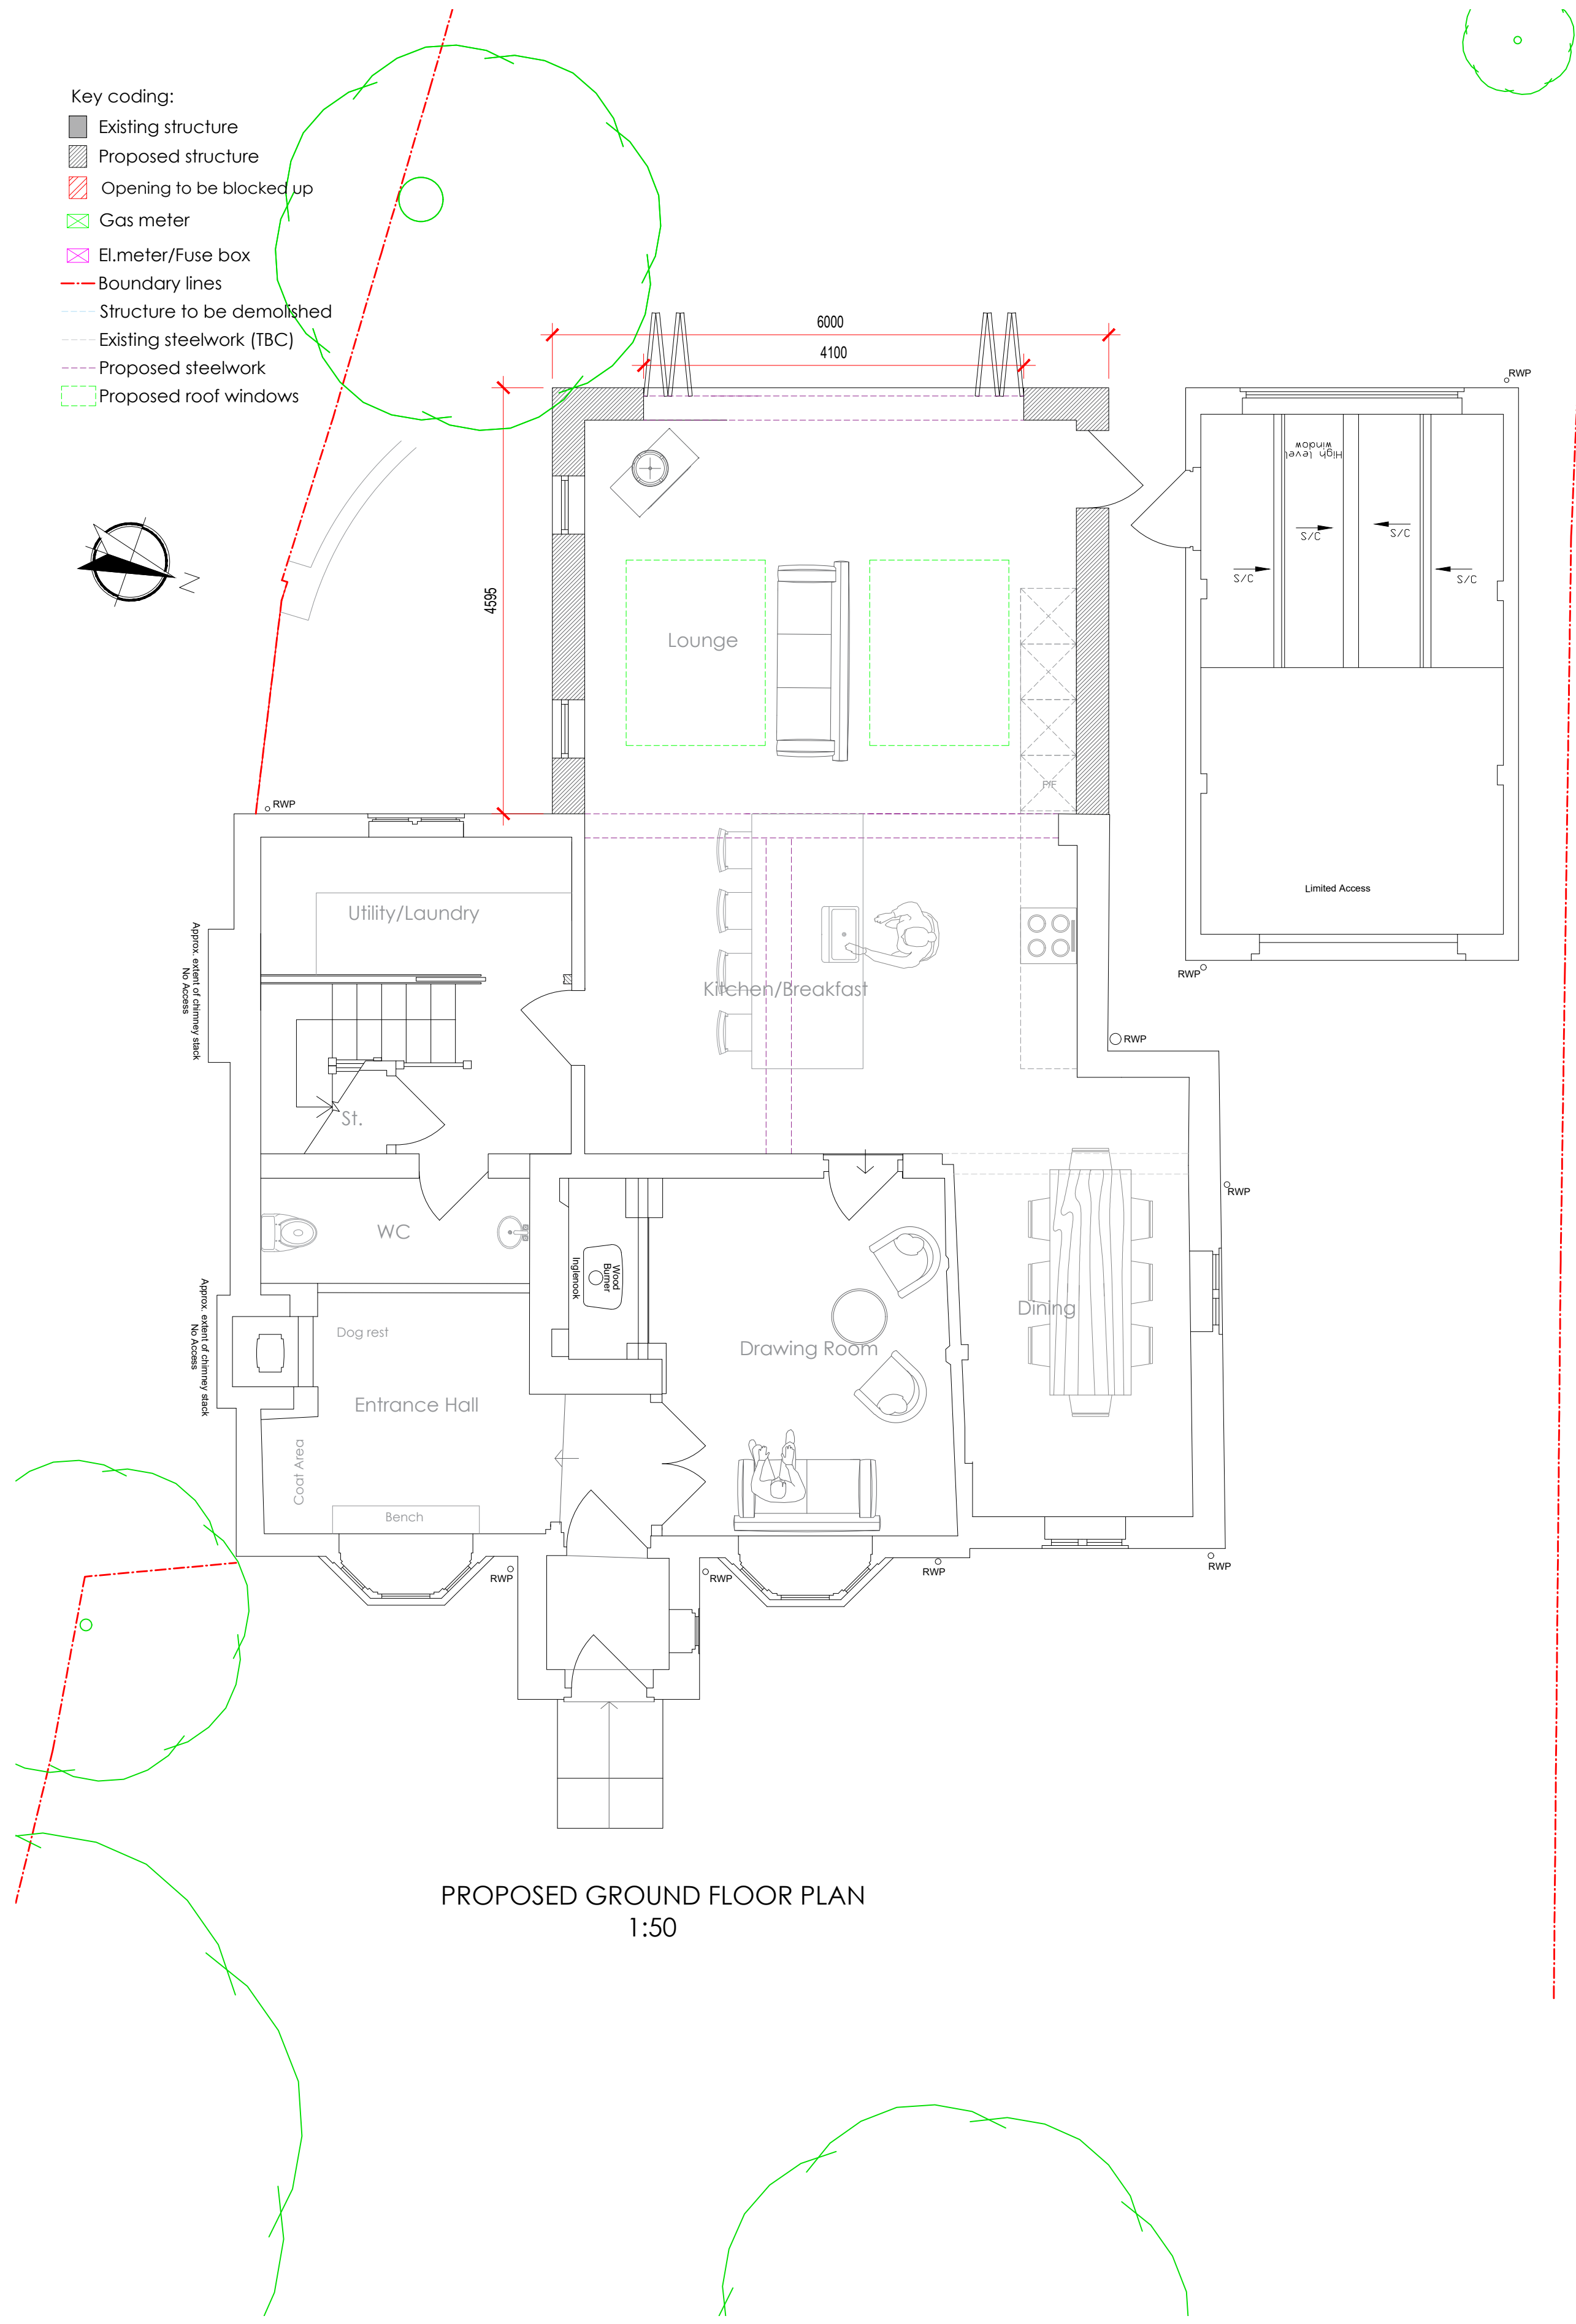 Key coding:
Existing structure
Proposed structure
Opening to be blocked up
Gas meter
El.meter/Fuse box
Boundary lines
Structure to be demolished
Existing steelwork (TBC)
Proposed steelwork
Proposed roof windows
N
6000
4100
4595
RWP
High level
window
S/C
S/C
S/C
S/C
Lounge
F/F
RWP
Limited Access
Utility/Laundry
Approx. extent of chimney stack
No Access
Kitchen/Breakfast
RWP
RWP
St.
RWP
WC
Inglenook
Wood
Burner
Approx. extent of chimney stack
No Access
Dog rest
Dining
Drawing Room
Entrance Hall
Coat Area
Bench
RWP
RWP
RWP
RWP
PROPOSED GROUND FLOOR PLAN
1:50